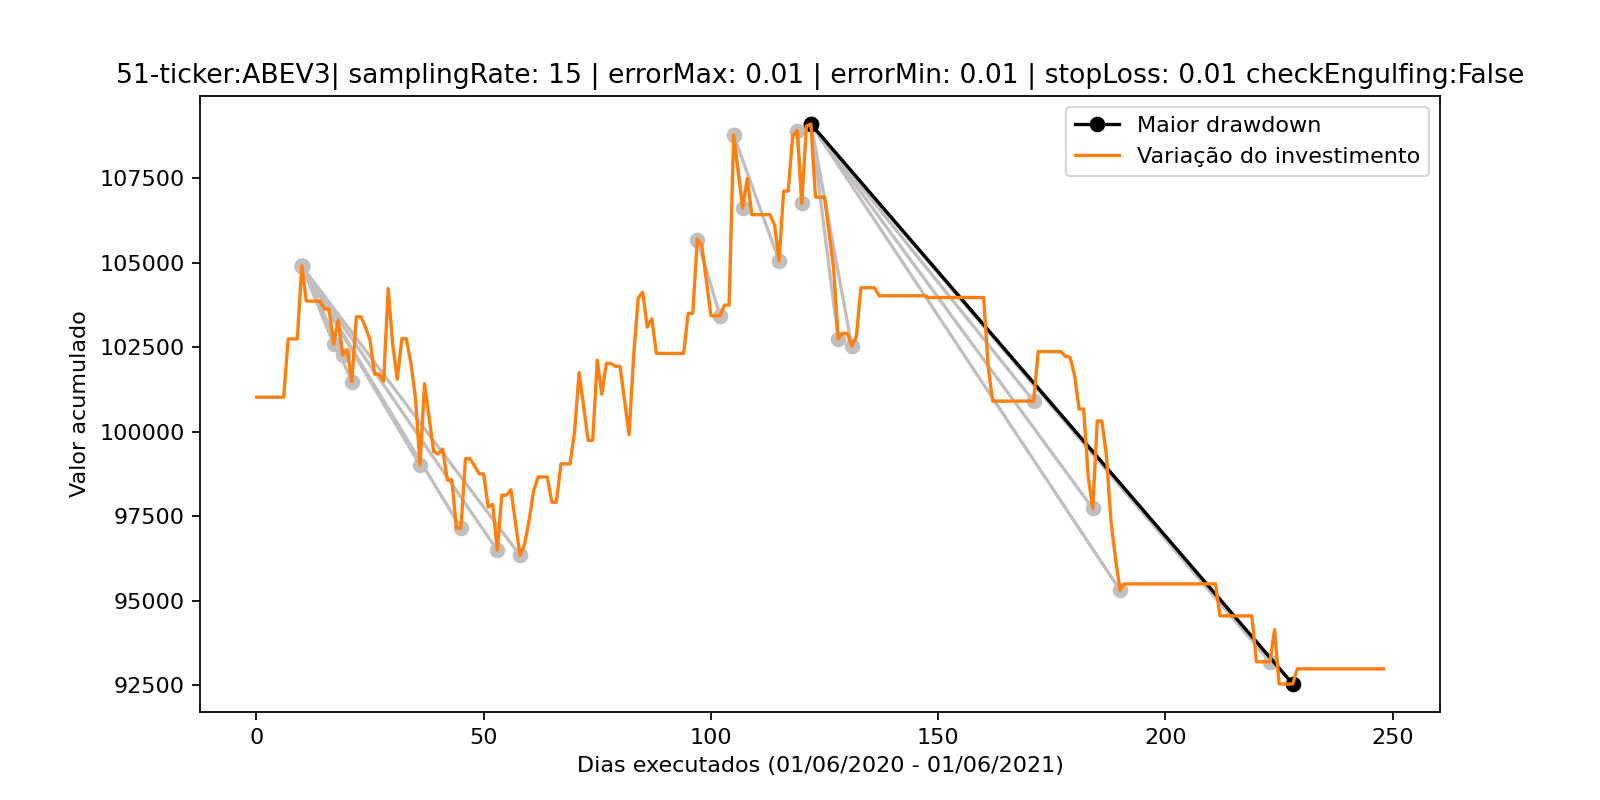 51-ticker:ABEV3| samplingRate: 15 | errorMax: 0.01 | errorMin: 0.01 | stopLoss: 0.01 checkEngulfing:False
Maior drawdown
Variação do investimento
Valor acumulado
107500
105000
102500
100000
97500
95000
92500
0 50 100 150 200 250
Dias executados (01/06/2020 - 01/06/2021)